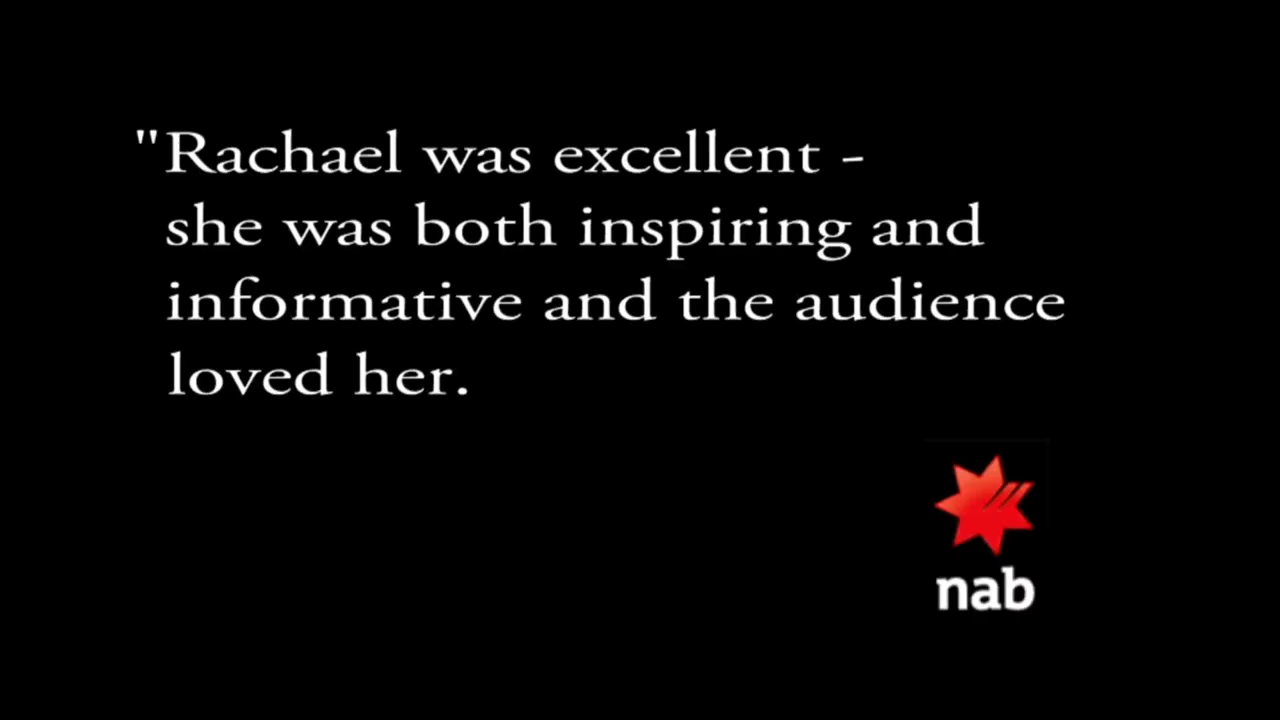 "Rachael was excellent -
she was both inspiring and
informative and the audience
loved her.
nab